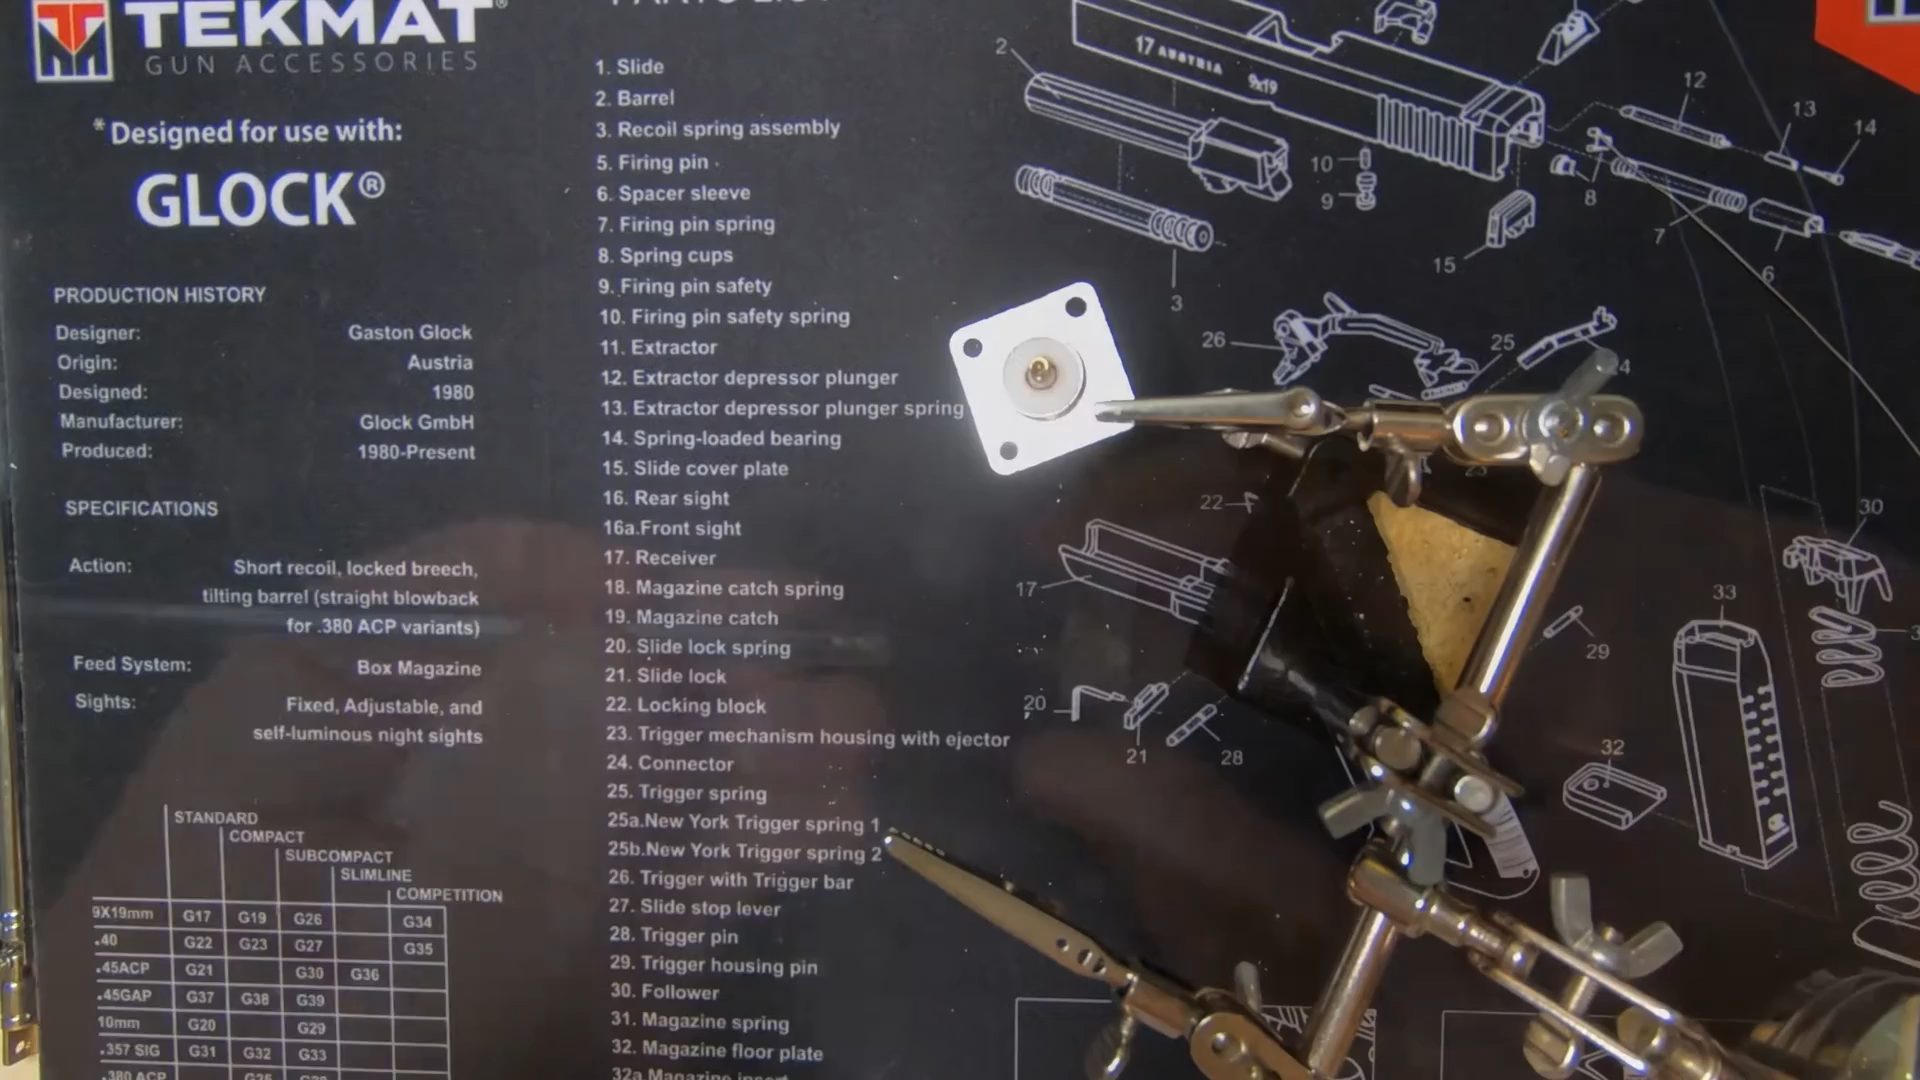 TEKMAT®
GUN ACCESSORIES
*Designed for use with:
GLOCK®
PRODUCTION HISTORY
Designer: Gaston Glock
Origin: Austria
Designed: 1980
Manufacturer: Glock GmbH
Produced: 1980-Present
SPECIFICATIONS
Action: Short recoil, locked breech,
tilting barrel (straight blowback
for .380 ACP variants)
Feed System: Box Magazine
Sights: Fixed, Adjustable, and
self-luminous night sights
STANDARD
COMPACT
SUBCOMPACT
SLIMLINE
COMPETITION
9X19mm G17 G19 G26 G34
.40 G22 G23 G27 G35
.45ACP G21 G30 G36
.45GAP G37 G38 G39
10mm G20 G29
.357 SIG G31 G32 G33
.380 ACP
1. Slide
2. Barrel
3. Recoil spring assembly
5. Firing pin
6. Spacer sleeve
7. Firing pin spring
8. Spring cups
9. Firing pin safety
10. Firing pin safety spring
11. Extractor
12. Extractor depressor plunger
13. Extractor depressor plunger spring
14. Spring-loaded bearing
15. Slide cover plate
16. Rear sight
16a.Front sight
17. Receiver
18. Magazine catch spring
19. Magazine catch
20. Slide lock spring
21. Slide lock
22. Locking block
23. Trigger mechanism housing with ejector
24. Connector
25. Trigger spring
25a.New York Trigger spring 1
25b.New York Trigger spring 2
26. Trigger with Trigger bar
27. Slide stop lever
28. Trigger pin
29. Trigger housing pin
30. Follower
31. Magazine spring
32. Magazine floor plate
32a Magazine insert
17 AUSTRIA 9x19
2
12
13
14
10
9
8
7
6
15
3
26
25
24
22
17
30
33
29
20
21
28
32